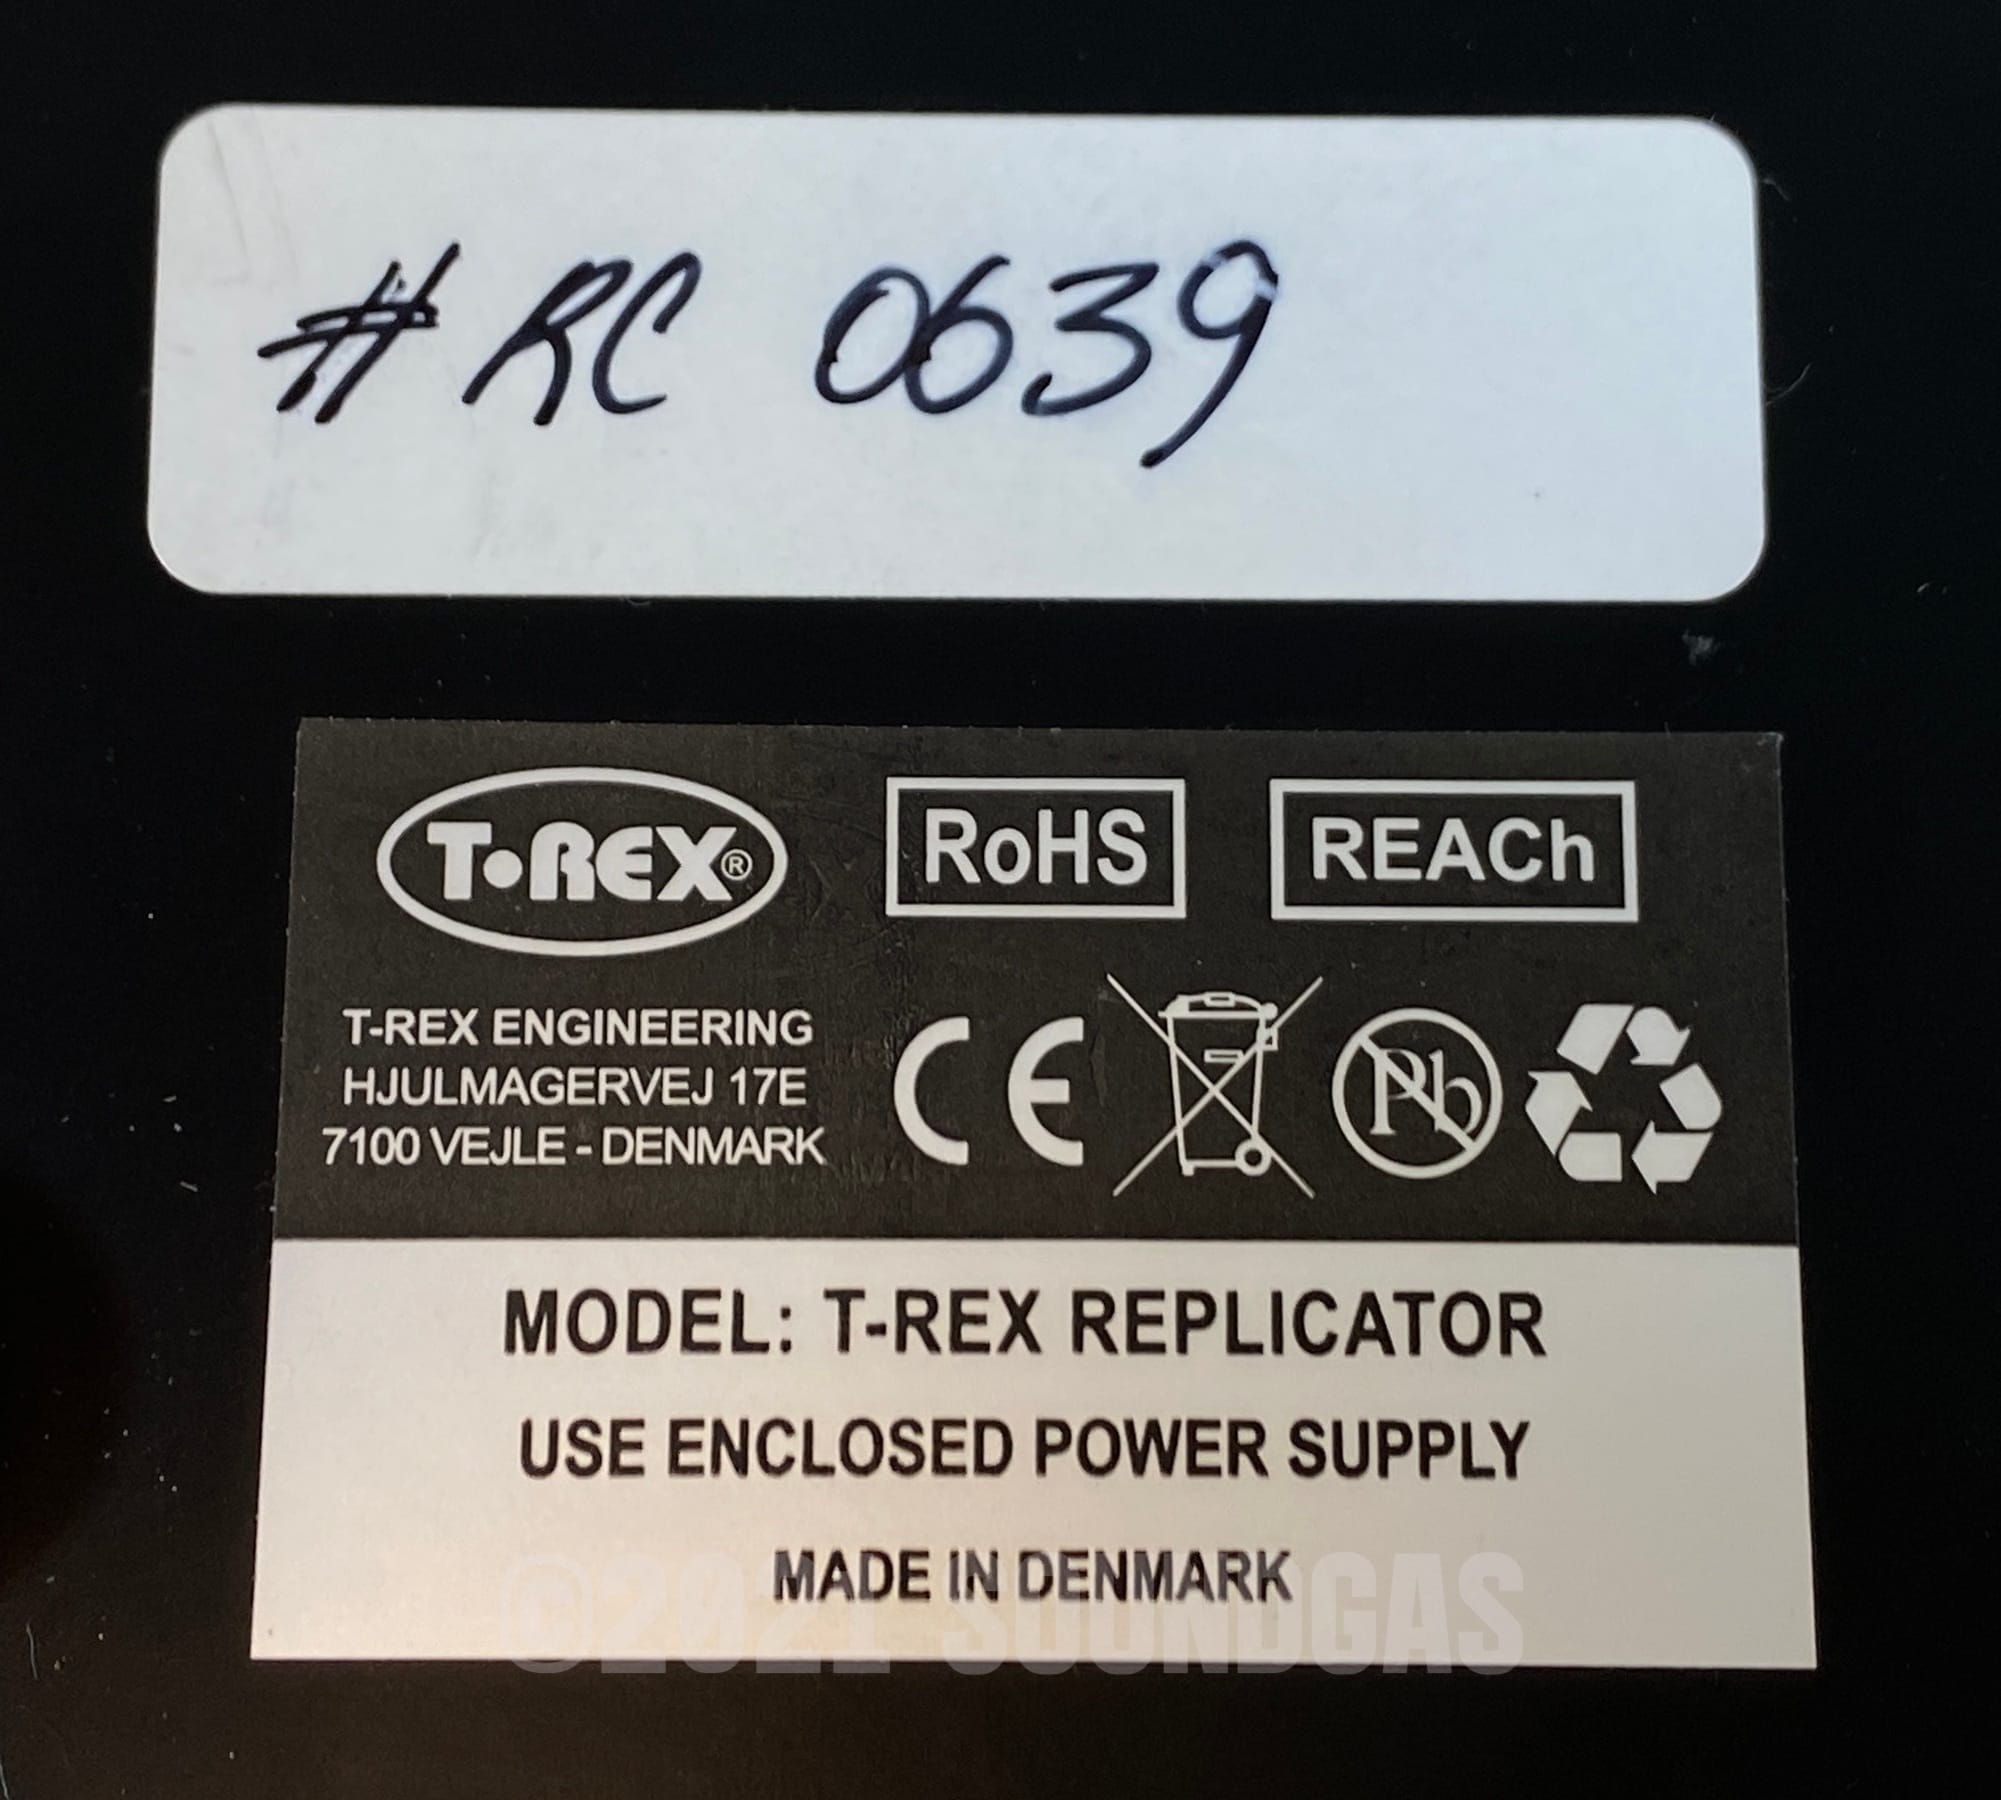 # RC 0639
T•REX®
RoHS
REACh
T-REX ENGINEERING
HJULMAGERVEJ 17E
7100 VEJLE - DENMARK
CE
Pb
MODEL: T-REX REPLICATOR
USE ENCLOSED POWER SUPPLY
MADE IN DENMARK
©2021 SOUNDGAS